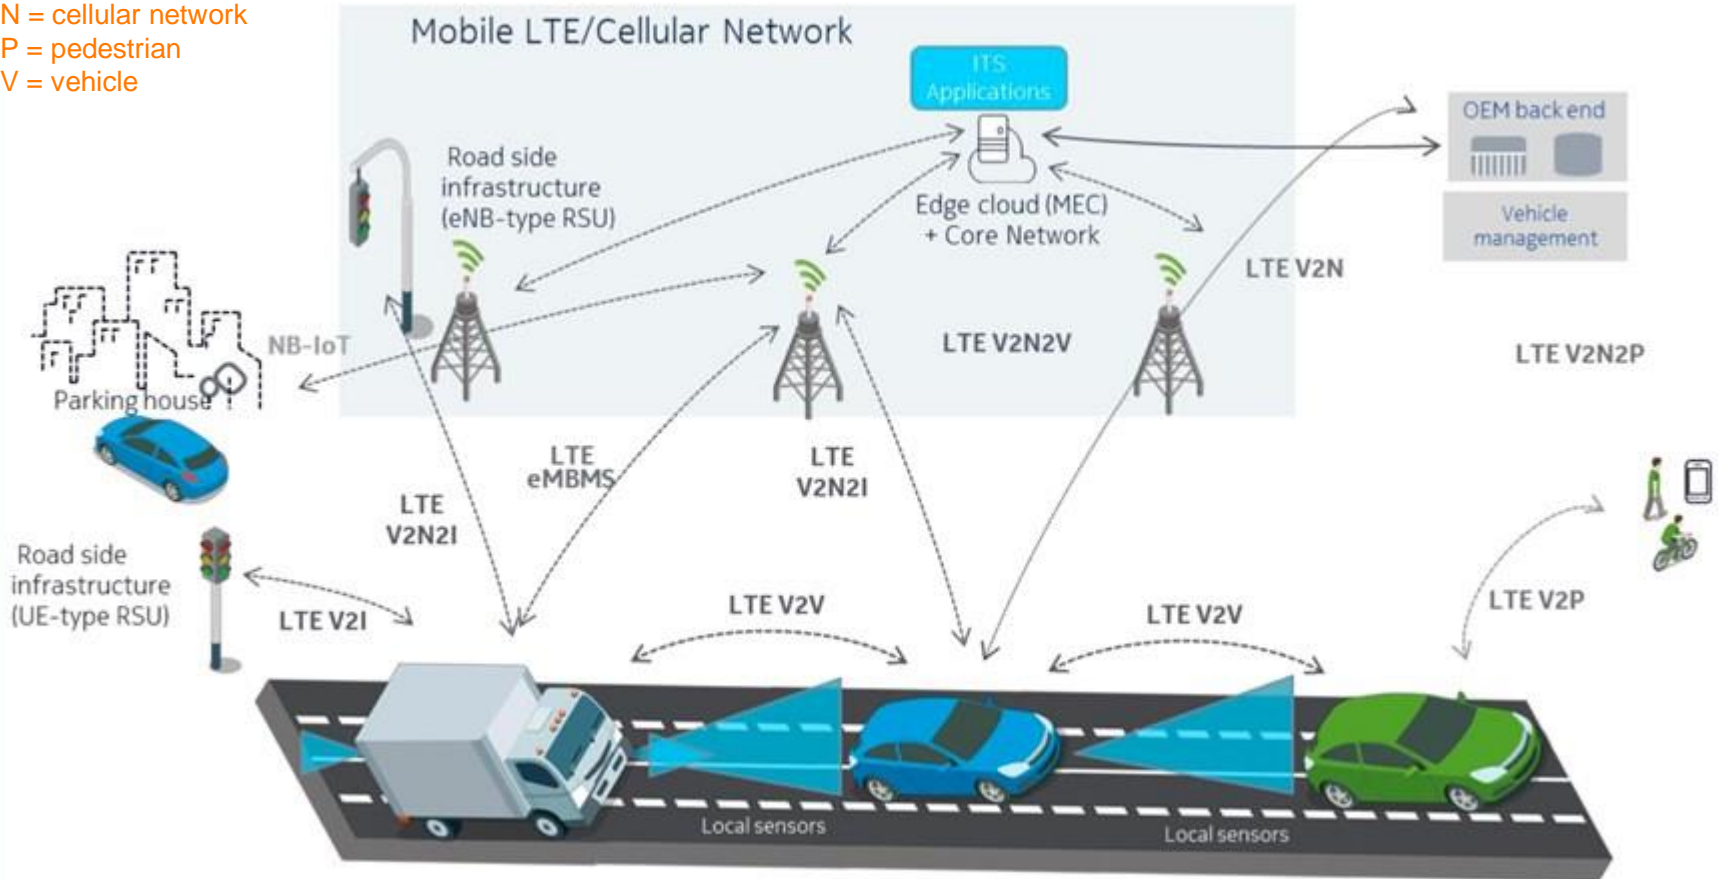 N = cellular network
P = pedestrian
V = vehicle
Mobile LTE/Cellular Network
ITS
Applications
OEM back end
Road side
infrastructure
(eNB-type RSU)
Edge cloud (MEC)
+ Core Network
Vehicle
management
LTE V2N
NB-IoT
LTE V2N2V
LTE V2N2P
Parking house
LTE
eMBMS
LTE
V2N2I
LTE
V2N2I
Road side
infrastructure
(UE-type RSU)
LTE V2I
LTE V2V
LTE V2V
LTE V2P
Local sensors
Local sensors